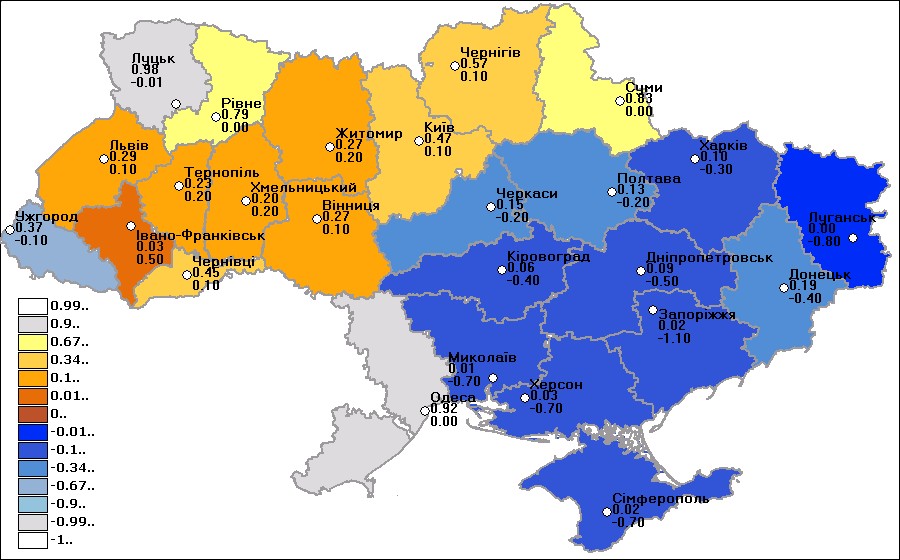 Луцьк
0.98
-0.01
Рівне
0.79
0.00
Чернігів
0.57
0.10
Суми
0.83
0.00
Житомир
0.27
0.20
Київ
0.47
0.10
Харків
0.10
-0.30
Львів
0.29
0.10
Тернопіль
0.23
0.20
Хмельницький
0.20
0.20
Вінниця
0.27
0.10
Черкаси
0.15
-0.20
Полтава
0.13
-0.20
Луганськ
0.00
-0.80
Ужгород
0.37
-0.10
Івано-Франківськ
0.03
0.50
Чернівці
0.45
0.10
Кіровоград
0.06
-0.40
Дніпропетровськ
0.09
-0.50
Донецьк
0.19
-0.40
Запоріжжя
0.02
-1.10
Миколаїв
0.01
-0.70
Херсон
0.03
-0.70
Одеса
0.92
0.00
Сімферополь
0.02
-0.70
0.99..
0.9..
0.67..
0.34..
0.1..
0.01..
0..
-0.01..
-0.1..
-0.34..
-0.67..
-0.9..
-0.99..
-1..